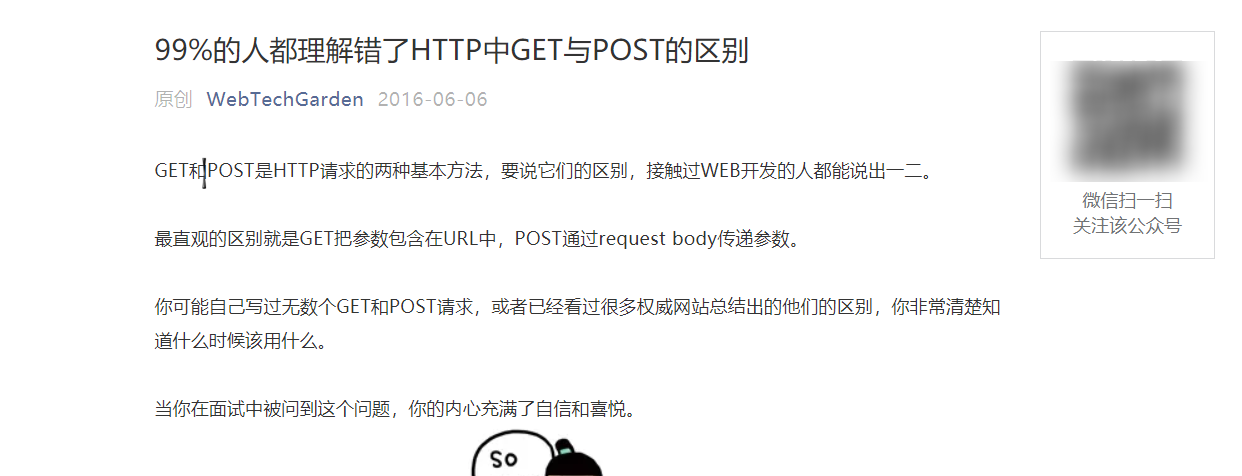 99%的人都理解错了HTTP中GET与POST的区别
原创 WebTechGarden 2016-06-06
GET和POST是HTTP请求的两种基本方法，要说它们的区别，接触过WEB开发的人都能说出一二。
最直观的区别就是GET把参数包含在URL中，POST通过request body传递参数。
你可能自己写过无数个GET和POST请求，或者已经看过很多权威网站总结出的他们的区别，你非常清楚知
道什么时候该用什么。
当你在面试中被问到这个问题，你的内心充满了自信和喜悦。
so
微信扫一扫
关注该公众号